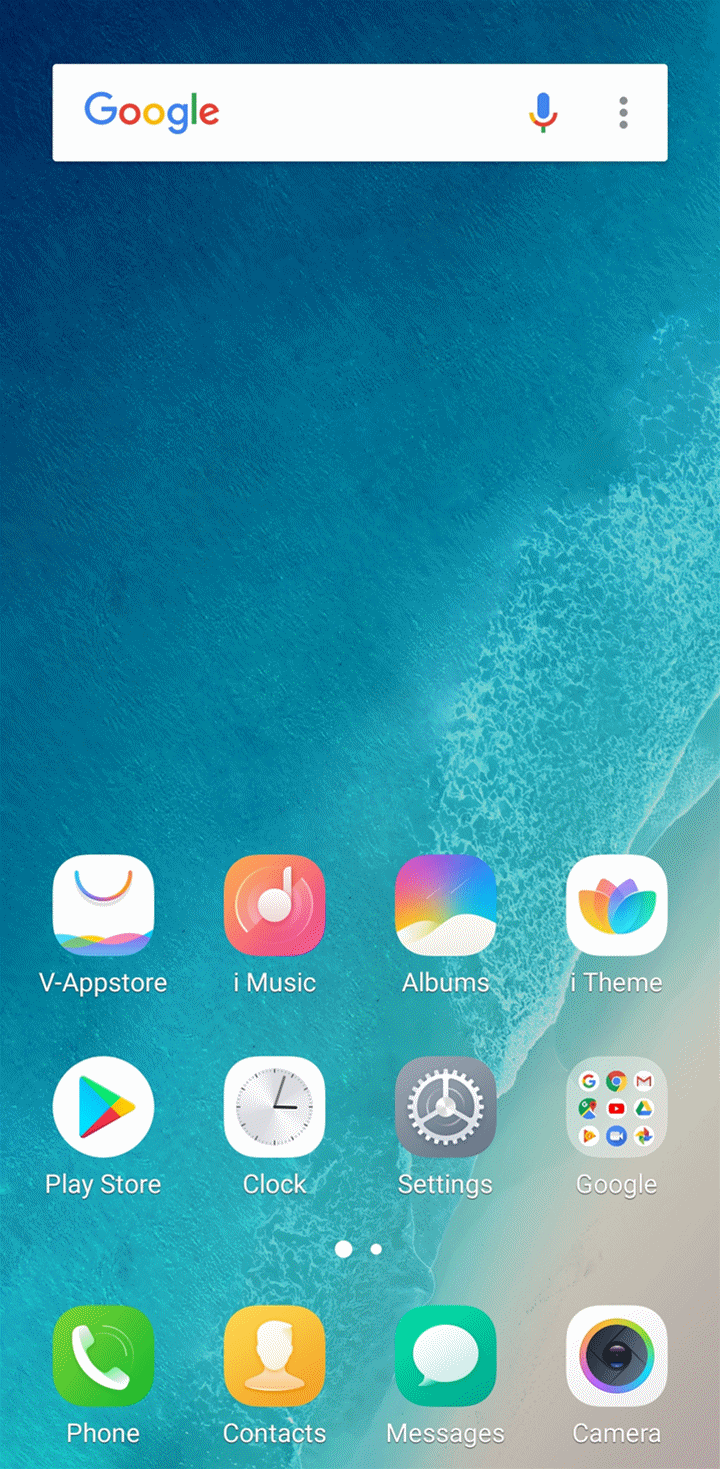 Google
V-Appstore
i Music
Albums
i Theme
Play Store
Clock
Settings
Google
Phone
Contacts
Messages
Camera